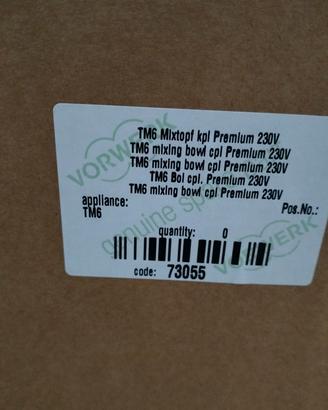 VORWERK
TM6 Mixtopf kpl Premium 230V
TM6 mixing bowl cpl Premium 230V
TM6 mixing bowl cpl Premium 230V
TM6 Bol cpl. Premium 230V
TM6 mixing bowl cpl Premium 230V
appliance:
Pos.No.:
TM6
genuine
quantity: 0
VORWERK
code: 73055